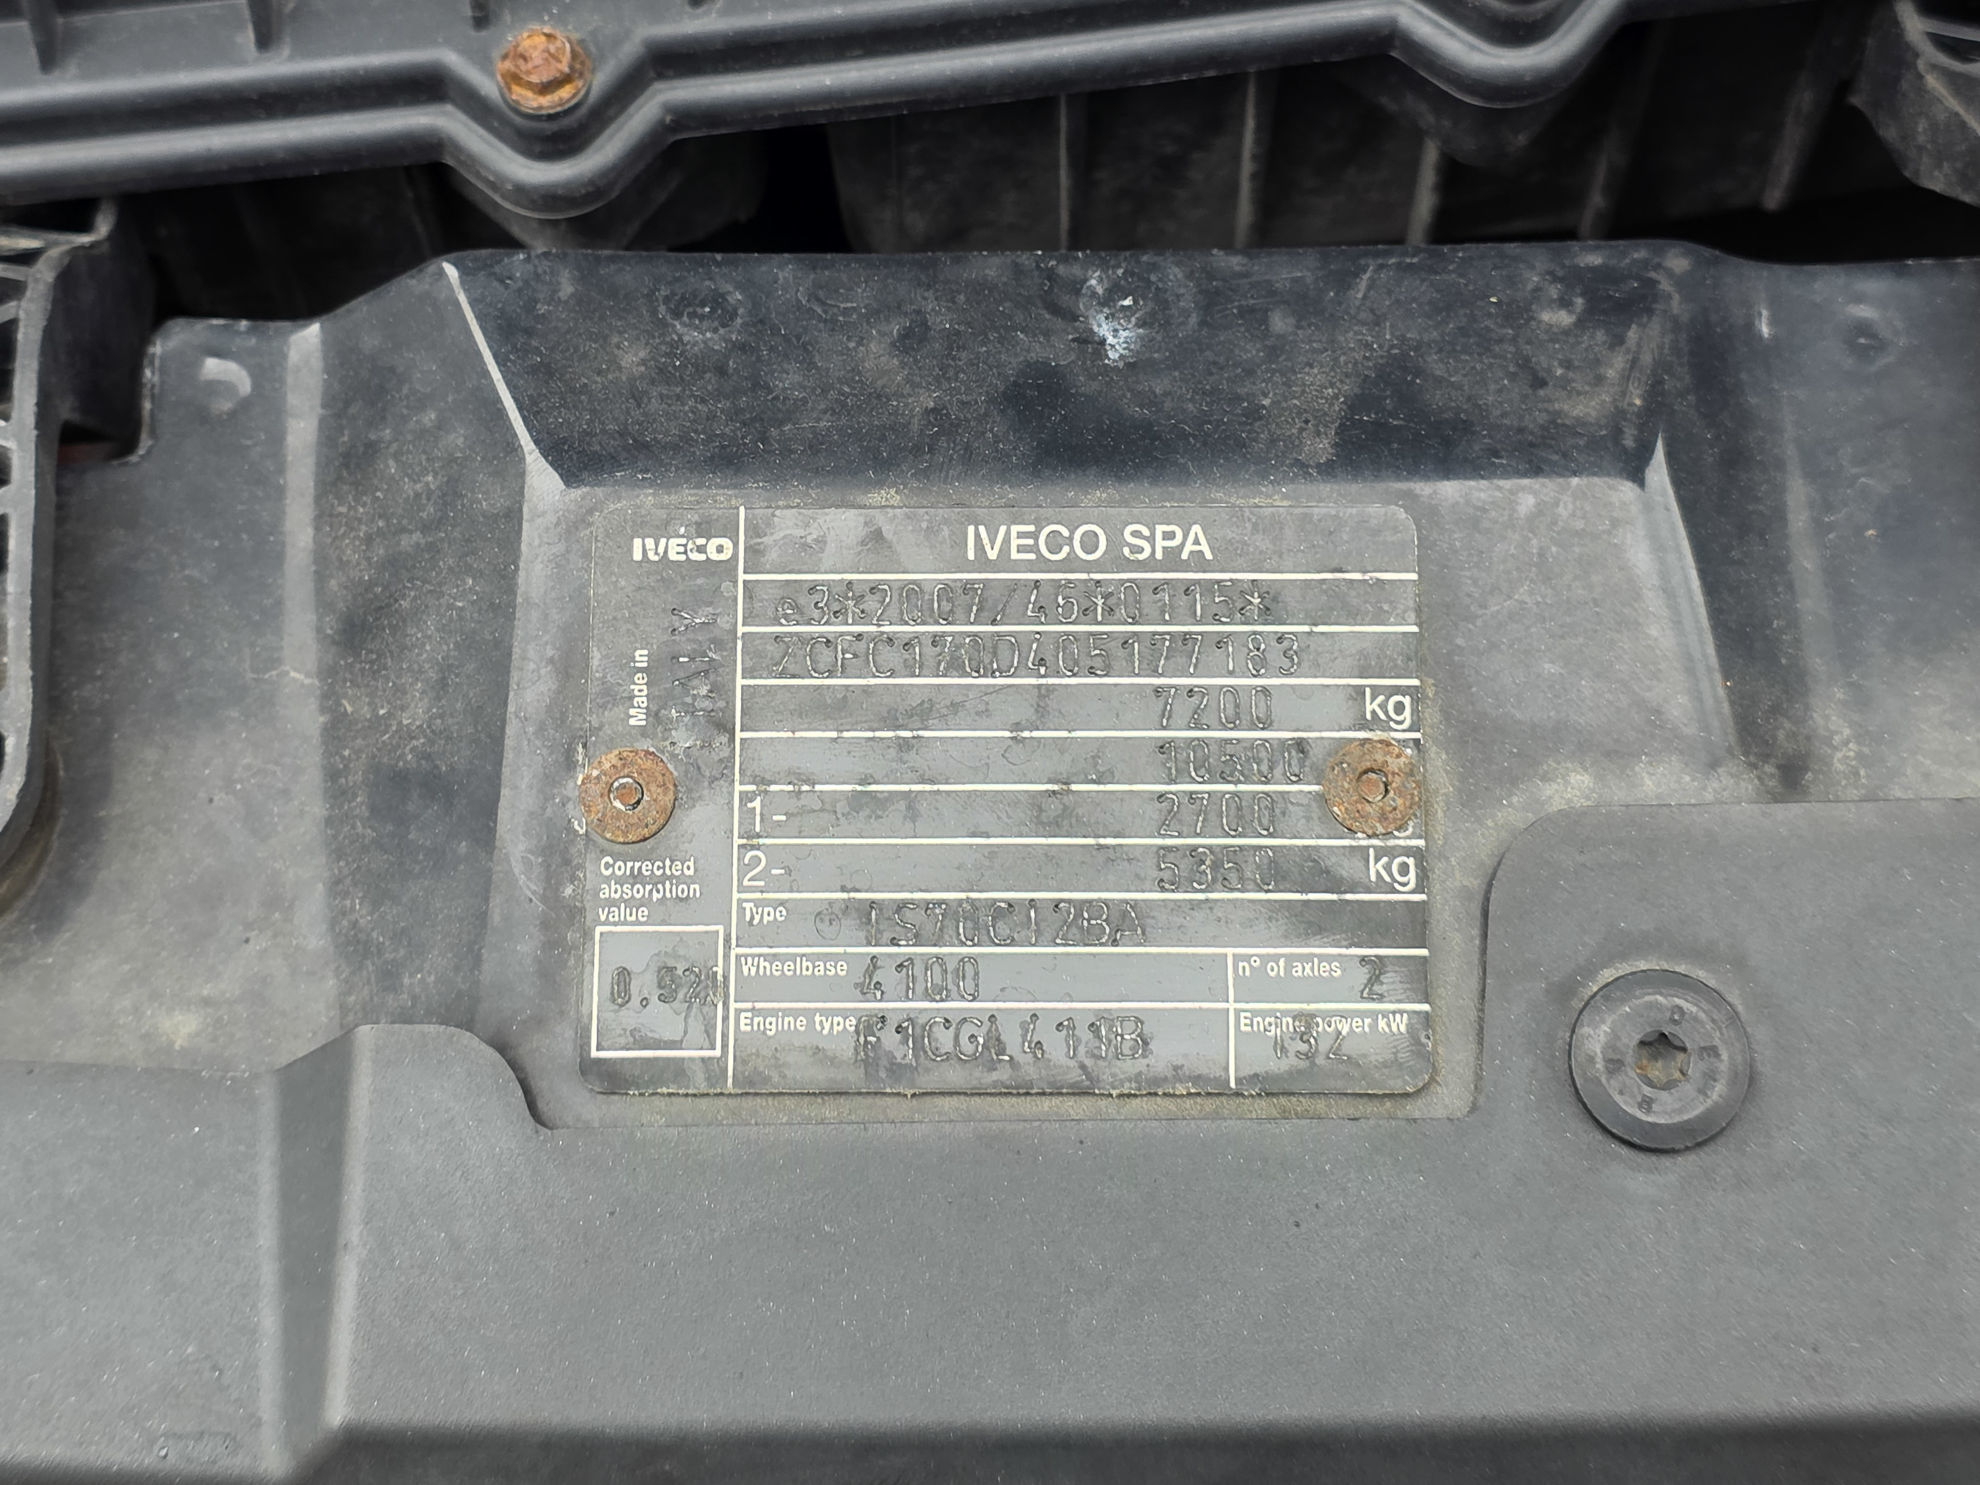 IVECO
IVECO SPA
e3*2007/46*0115*
ZCFC170D405177183
7200 kg
10500
1- 2700
2- 5350 kg
Made in ITALY
Corrected
absorption
value
0.520
Type IS70CI2BA
Wheelbase 4100
n° of axles 2
Engine type F1CGL411B
Engine power kW 132